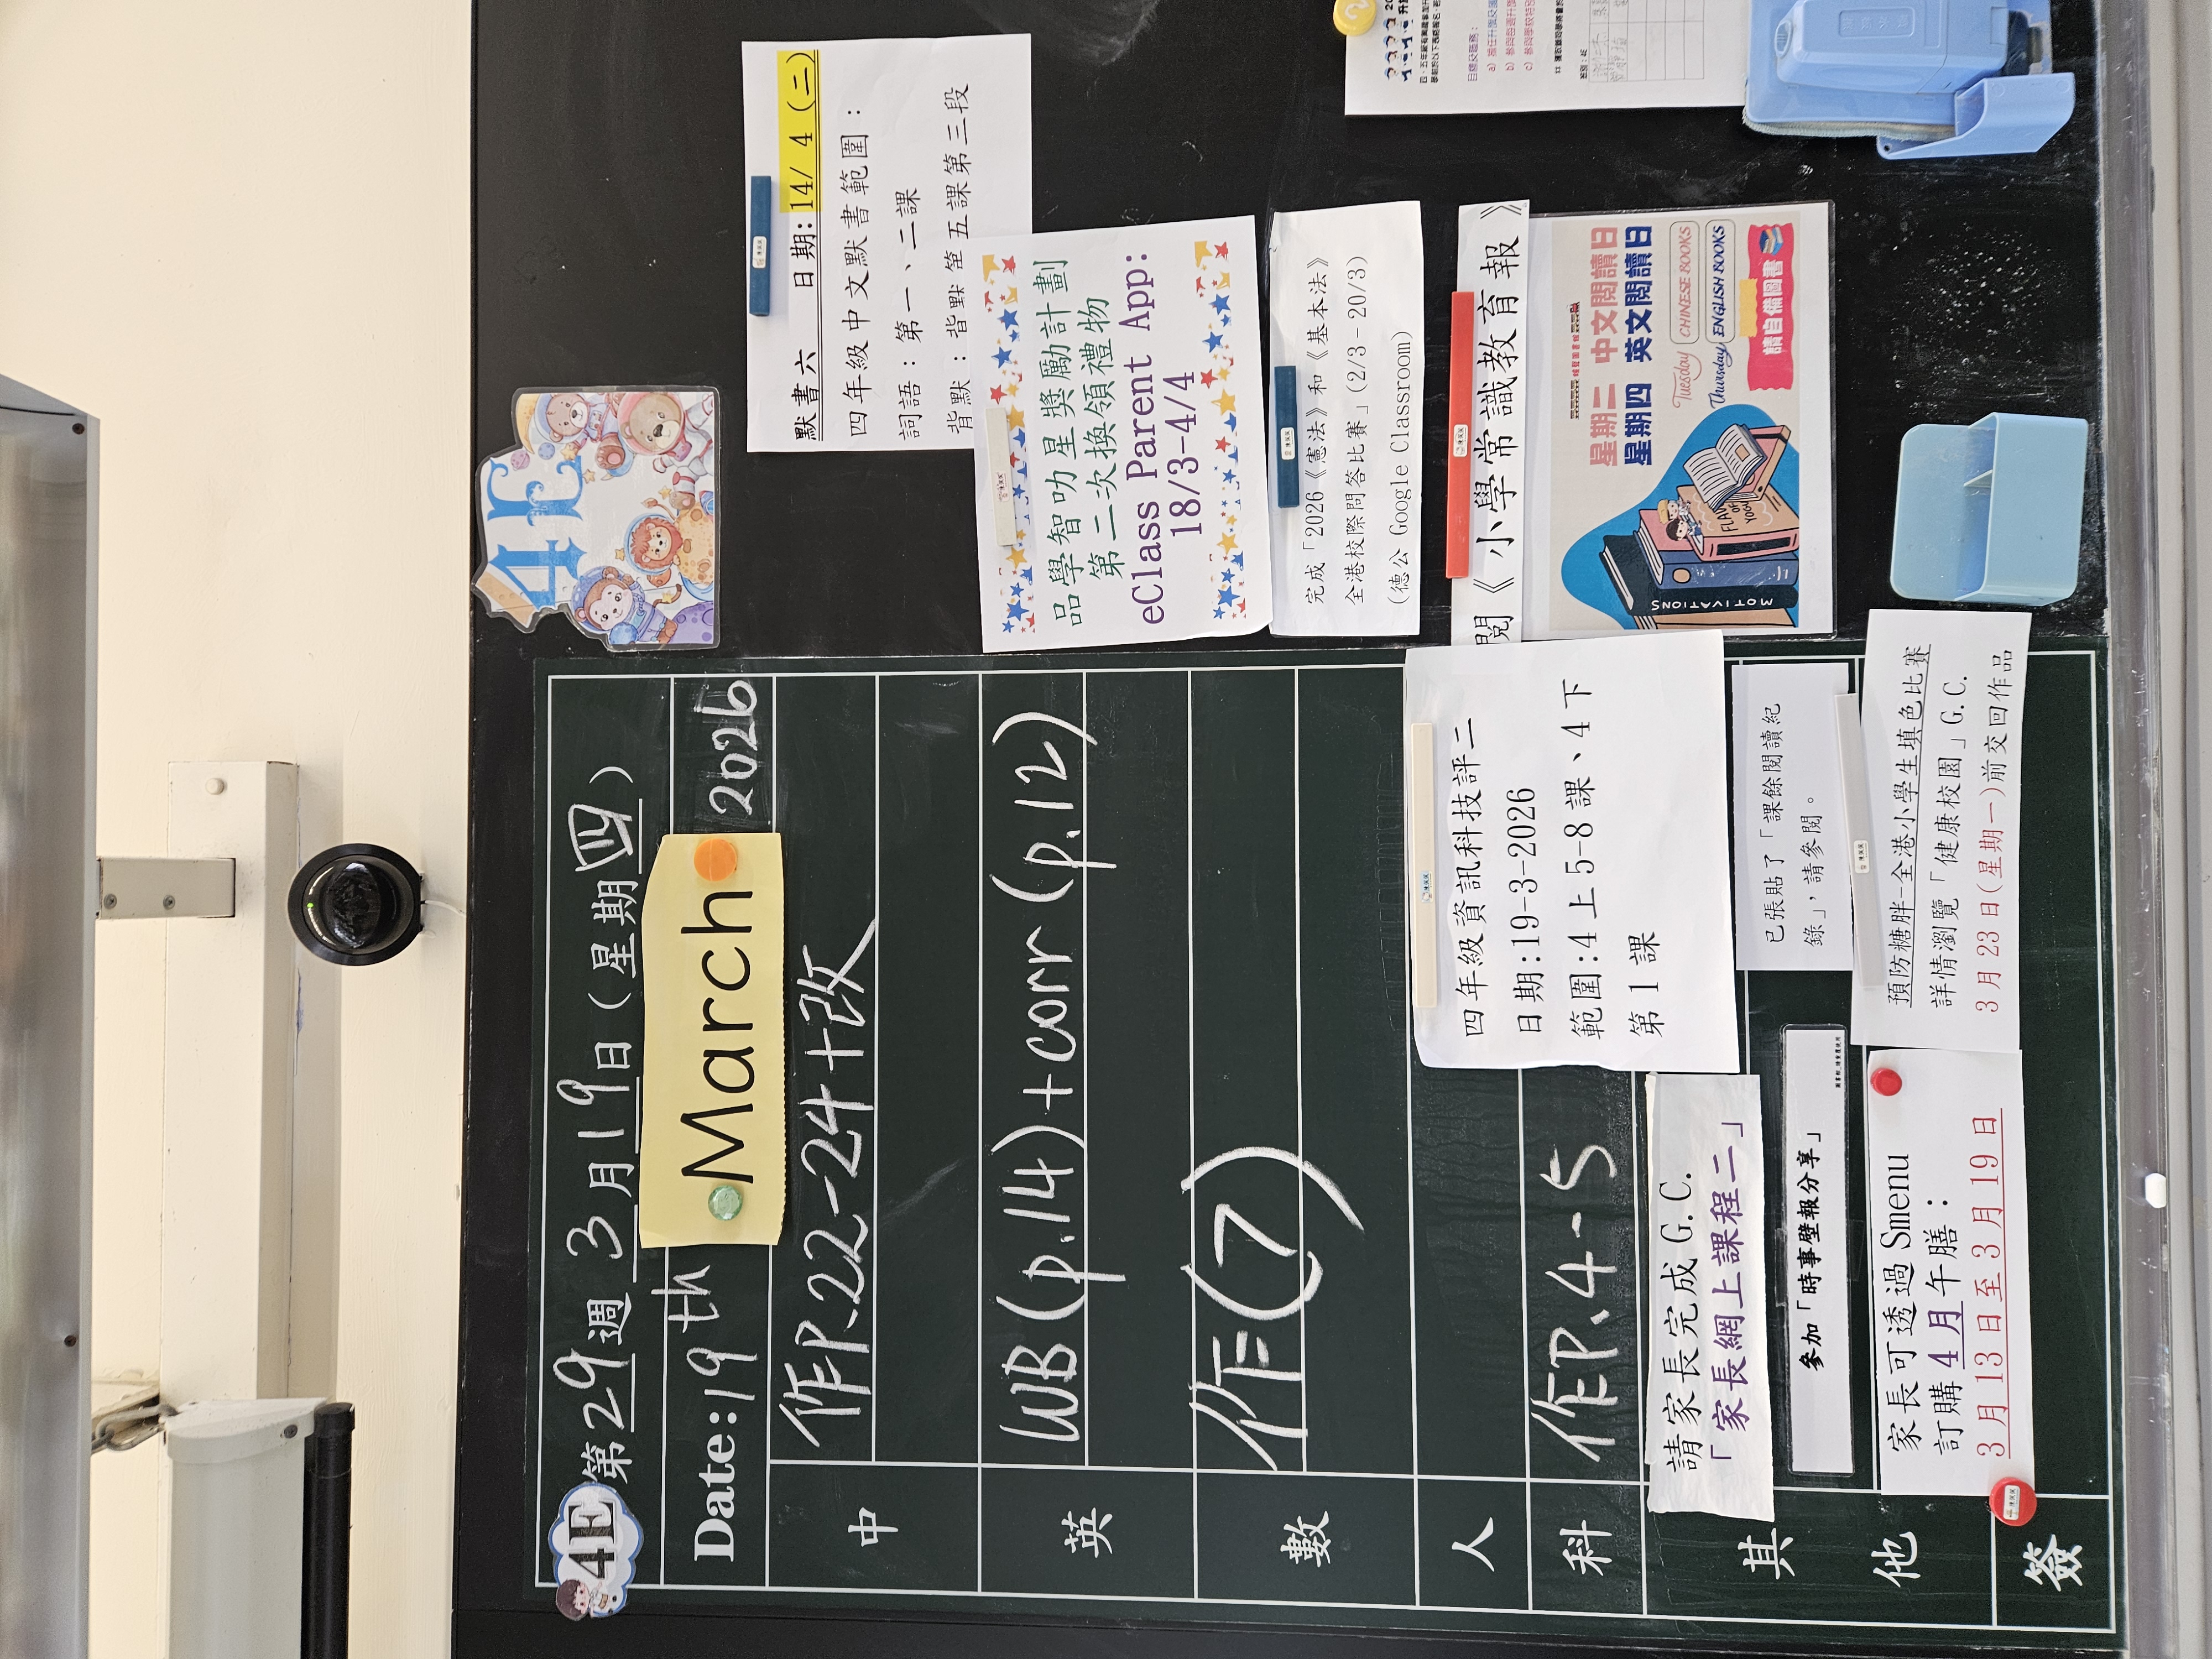 4E
第29週 3月19日(星期四)
Date: 19th March 2026
中
作P.22-24+改
英
WB(p.14)+corr(p.12)
數
作(7)
人
科
作P.4-5
其他
請家長完成 G.C.
「家長網上課程二」
參加「時事壁報分享」
家長可透過 Smenu
訂購 4 月午膳：
3月13日至3月19日
簽
四年級資訊科技評二
日期:19-3-2026
範圍:4上5-8課、4下
第1課
已張貼了「課餘閱讀紀
錄」，請參閱。
預防糖胖—全港小學生填色比賽
詳情瀏覽「健康校園」G.C.
3月23日(星期一)前交回作品
4E
默書六 日期: 14/ 4 (二)
四年級中文默書範圍：
詞語：第一、二課
背默：背默第五課第三段
品學智叻星獎勵計劃
第二次換領禮物
eClass Parent App:
18/3-4/4
完成「2026《憲法》和《基本法》
全港校際問答比賽」(2/3-20/3)
(德公 Google Classroom)
閱《小學常識教育報》
星期二 中文閱讀日
星期四 英文閱讀日
Tuesday CHINESE BOOKS
Thursday ENGLISH BOOKS
請自備圖書
MOTIVATIONS